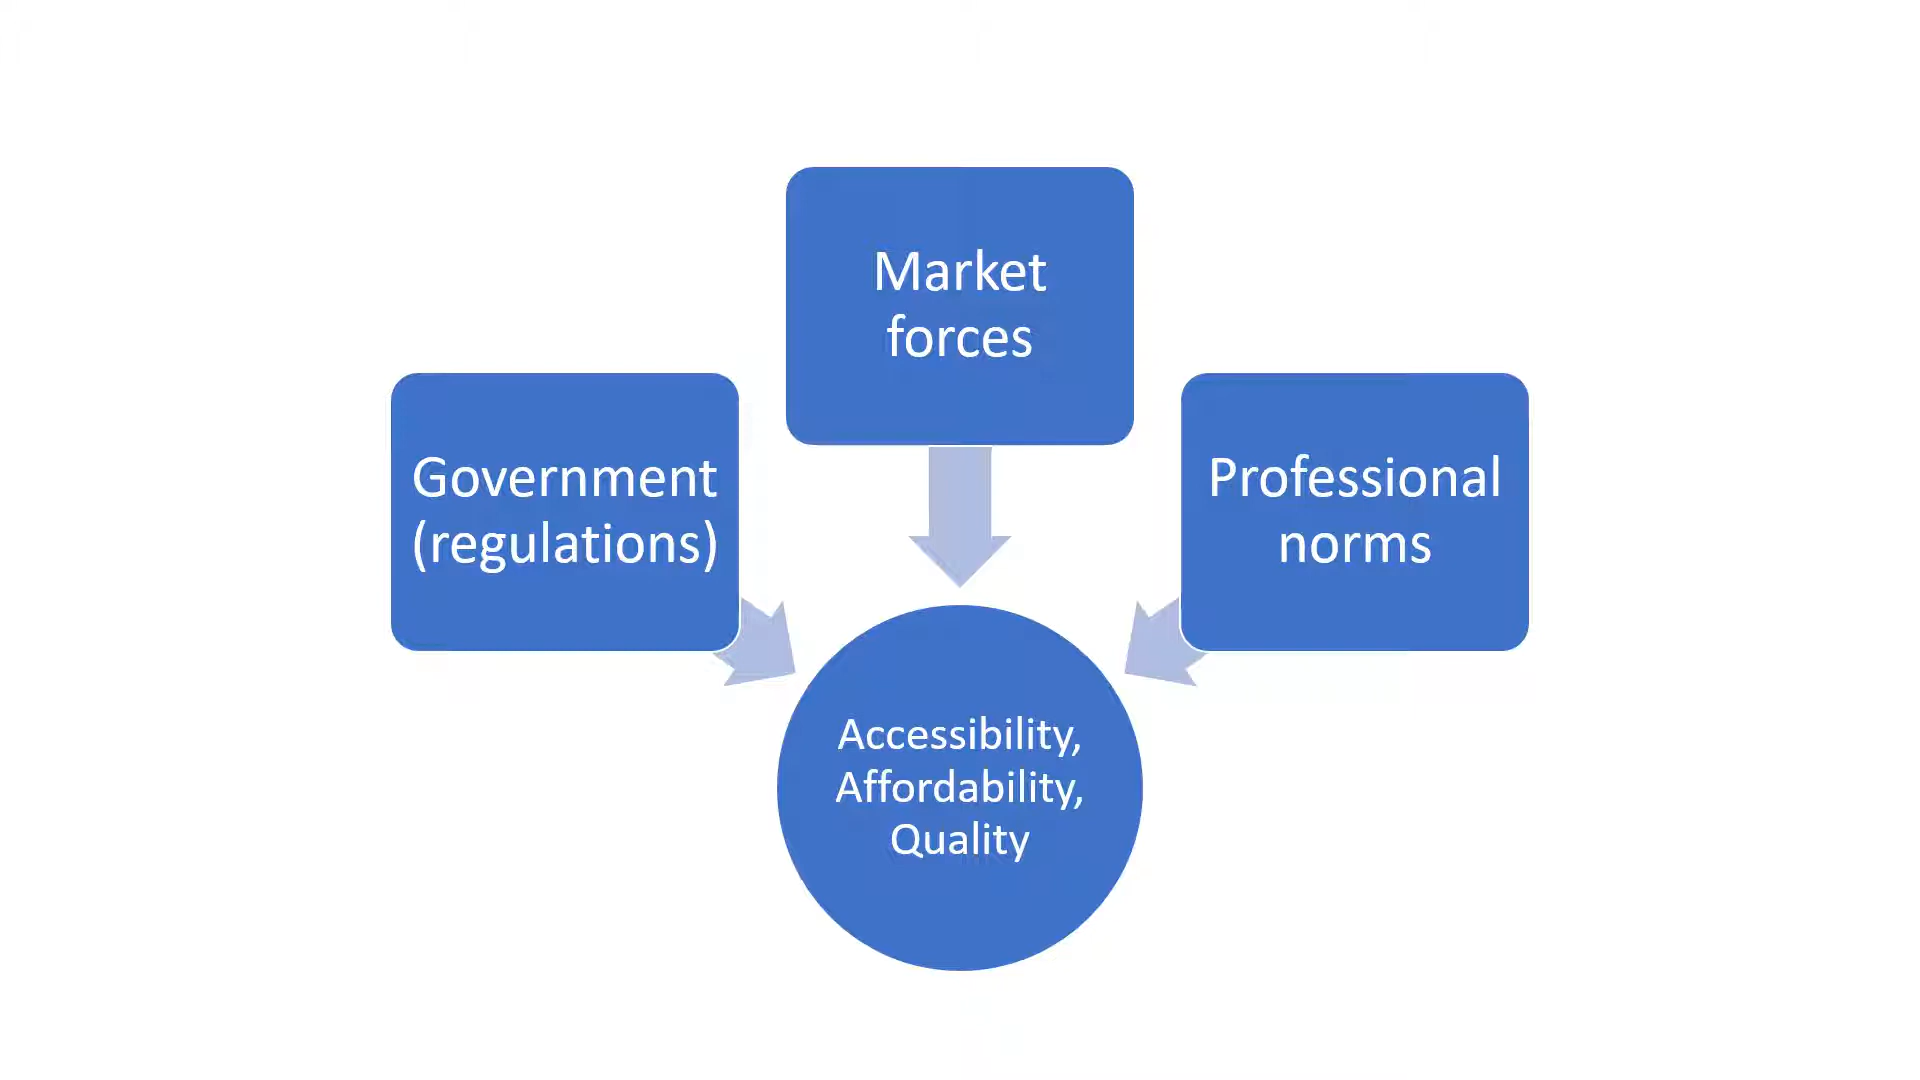 Market
forces
Government
(regulations)
Professional
norms
Accessibility,
Affordability,
Quality